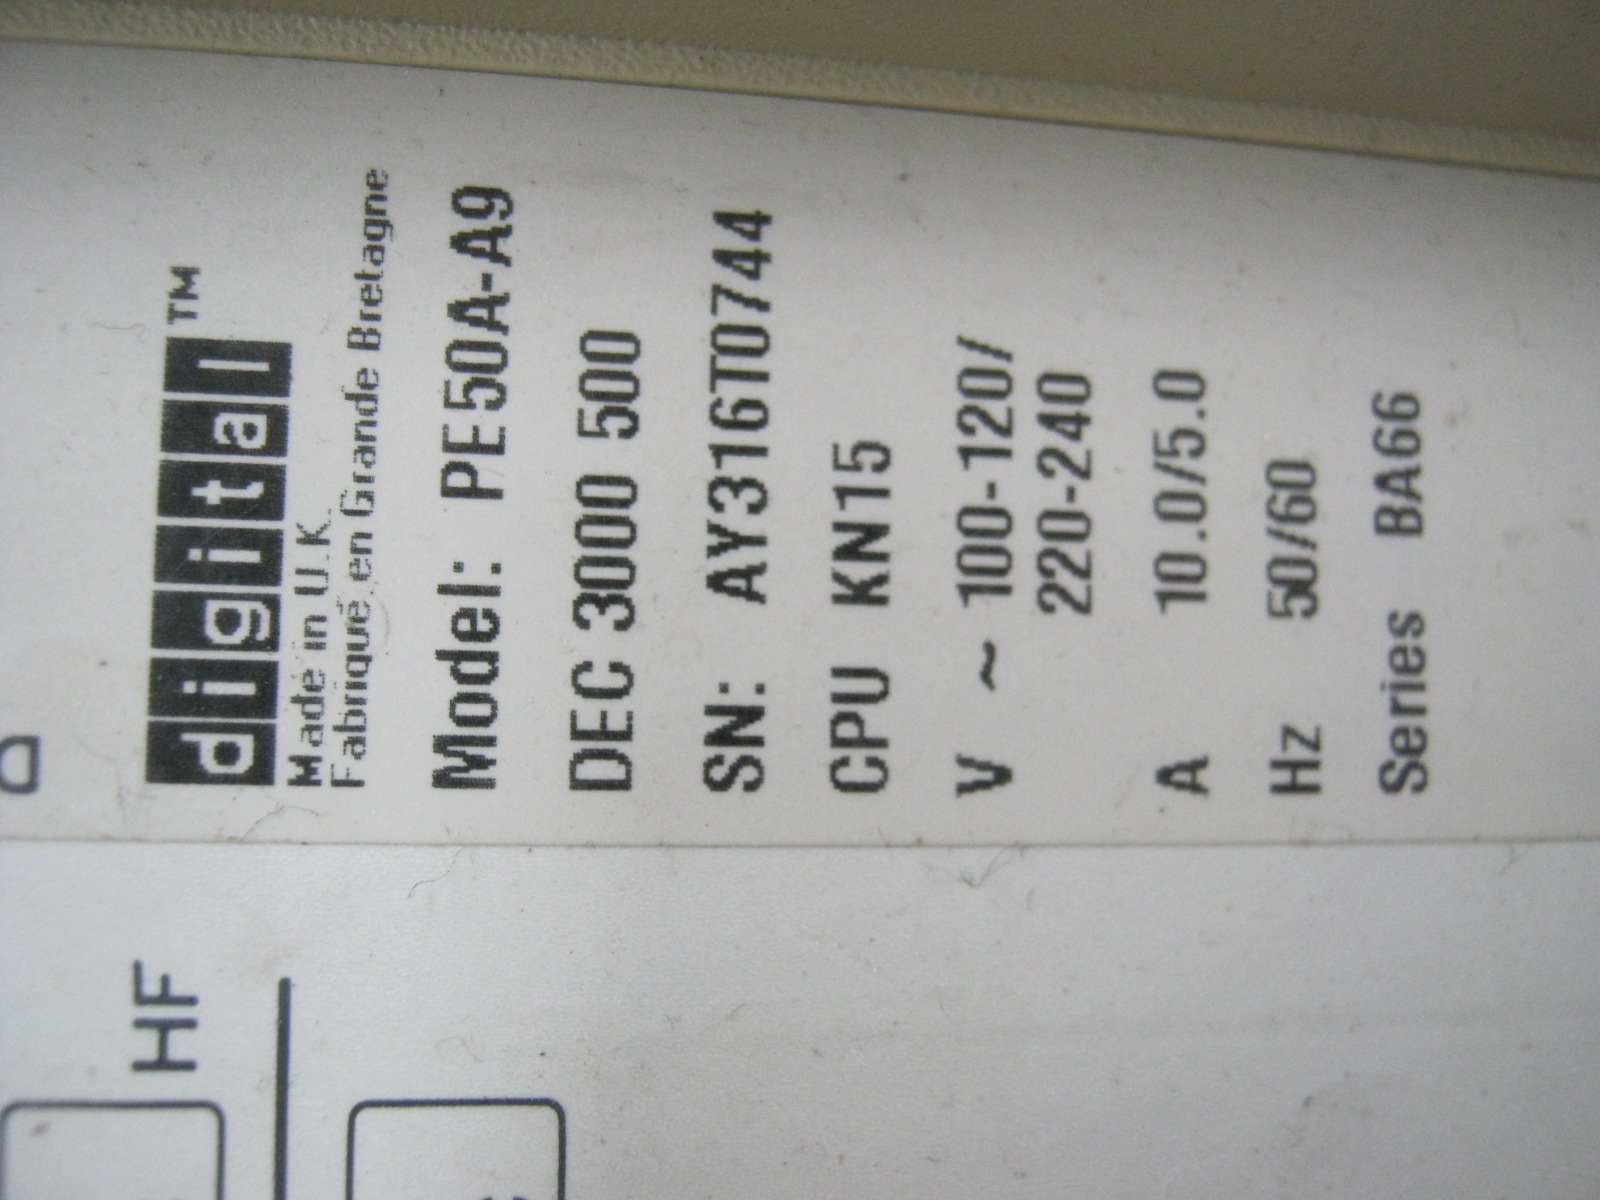 digital™
Made in U.K.
Fabriqué en Grande Bretagne
Model: PE50A-A9
DEC 3000 500
SN: AY316T0744
CPU KN15
V ~ 100-120/
220-240
A 10.0/5.0
Hz 50/60
Series BA66
HF